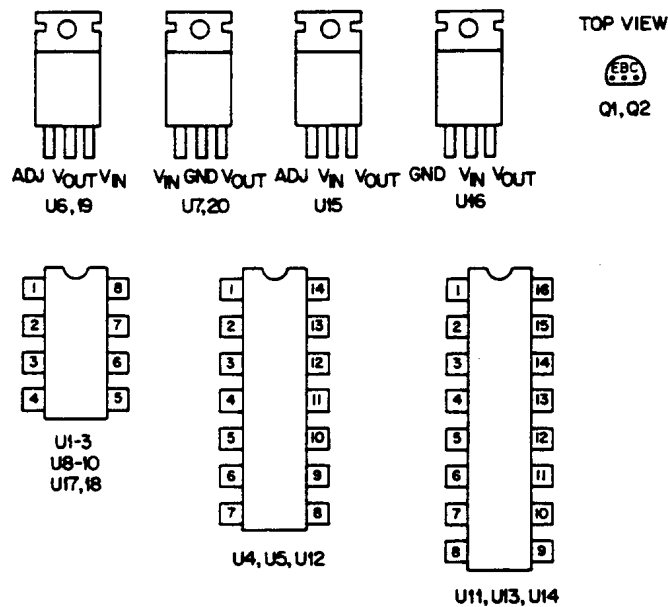 TOP VIEW
EBC
Q1, Q2
ADJ VOUT VIN
U6, 19
VIN GND VOUT
U7, 20
ADJ VIN VOUT
U15
GND VIN VOUT
U16
1 8
2 7
3 6
4 5
U1-3
U8-10
U17, 18
1 14
2 13
3 12
4 11
5 10
6 9
7 8
U4, U5, U12
1 16
2 15
3 14
4 13
5 12
6 11
7 10
8 9
U11, U13, U14